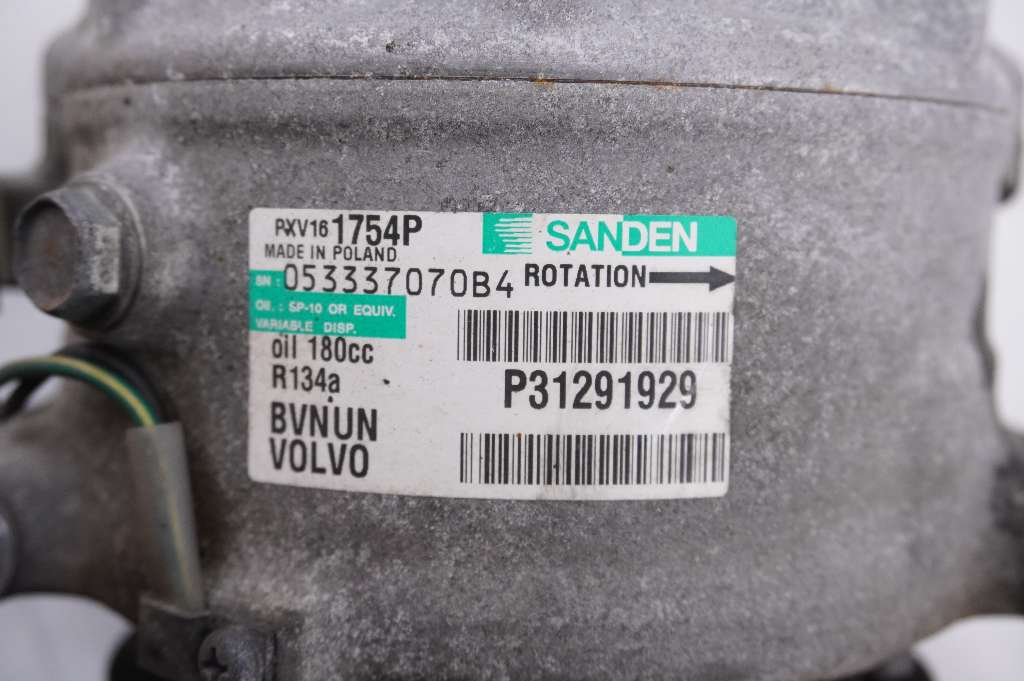 PXV16 1754P SANDEN
MADE IN POLAND
SN: 053337070B4 ROTATION
OIL : SP-10 OR EQUIV.
VARIABLE DISP.
oil 180cc
R134a
P31291929
BVNUN
VOLVO